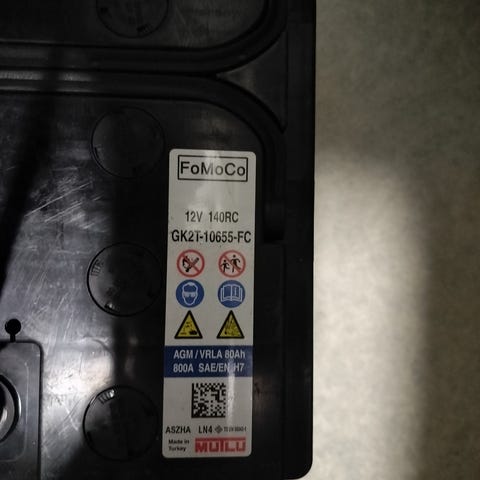 FoMoCo
12V 140RC
GK2T-10655-FC
AGM / VRLA 80Ah
800A SAE/EN H7
ASZHA LN4
Made in
Turkey
MUTLU